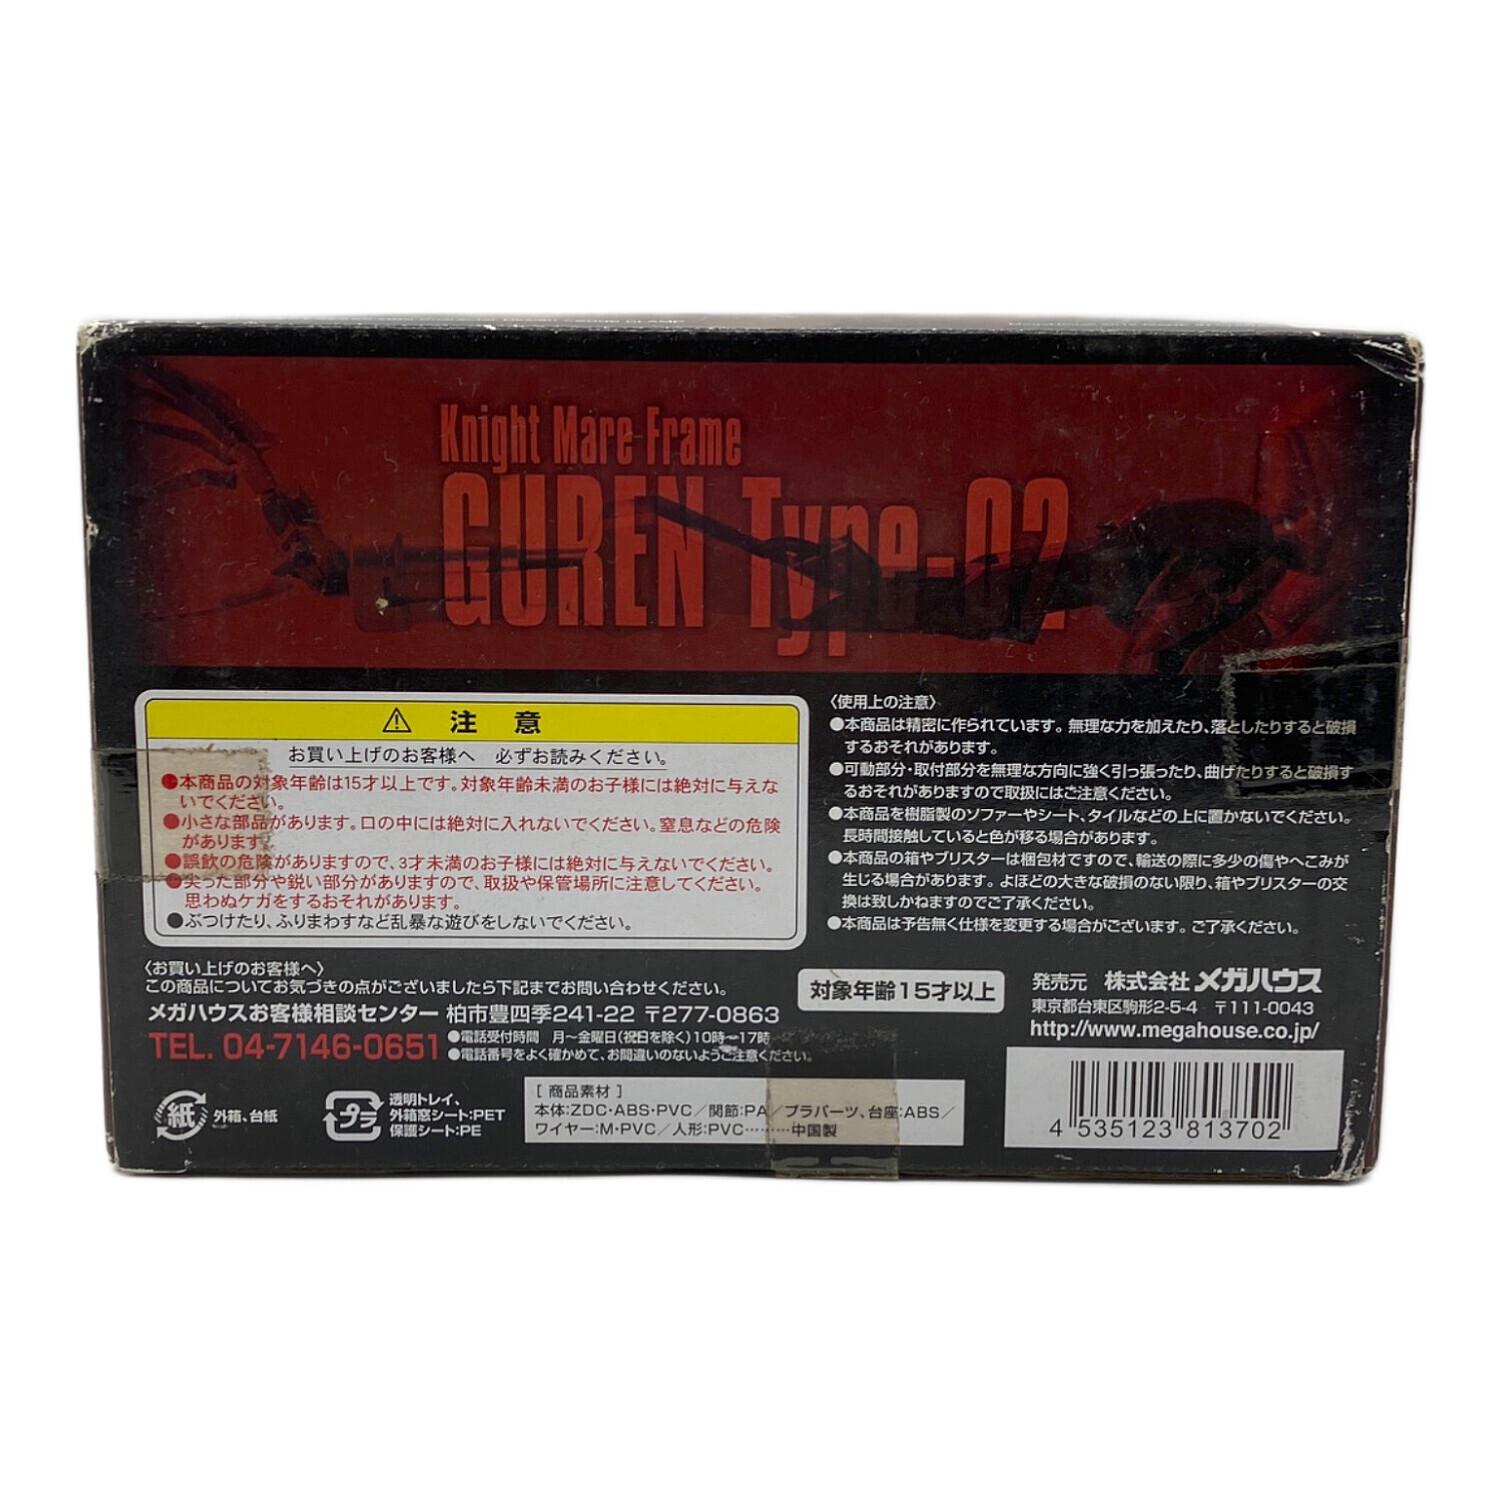 Knight Mare Frame
GUREN Type-02
注意
お買い上げのお客様へ 必ずお読みください。
●本商品の対象年齢は15才以上です。対象年齢未満のお子様には絶対に与えな
いでください。
●小さな部品があります。口の中には絶対に入れないでください。窒息などの危険
があります。
●誤飲の危険がありますので、3才未満のお子様には絶対に与えないでください。
●尖った部分や鋭い部分がありますので、取扱や保管場所に注意してください。
思わぬケガをするおそれがあります。
●ぶつけたり、ふりまわすなど乱暴な遊びをしないでください。
〈使用上の注意〉
●本商品は精密に作られています。無理な力を加えたり、落としたりすると破損
するおそれがあります。
●可動部分・取付部分を無理な方向に強く引っ張ったり、曲げたりすると破損す
るおそれがありますので取扱にはご注意ください。
●本商品を樹脂製のソファーやシート、タイルなどの上に置かないでください。
長時間接触していると色が移る場合があります。
●本商品の箱やブリスターは梱包材ですので、輸送の際に多少の傷やへこみが
生じる場合があります。よほどの大きな破損のない限り、箱やブリスターの交
換は致しかねますのでご了承ください。
●本商品は予告無く仕様を変更する場合がございます。ご了承ください。
〈お買い上げのお客様へ〉
この商品についてお気づきの点がございましたら下記までお問い合わせください。
メガハウスお客様相談センター 柏市豊四季241-22 〒277-0863
TEL. 04-7146-0651
●電話受付時間 月～金曜日(祝日を除く)10時～17時
●電話番号をよく確かめて、お間違いのないようご注意ください。
対象年齢15才以上
発売元 株式会社 メガハウス
東京都台東区駒形2-5-4 〒111-0043
http://www.megahouse.co.jp/
紙
外箱、台紙
プラ
透明トレイ、
外箱窓シート:PET
保護シート:PE
[商品素材]
本体:ZDC・ABS・PVC／関節:PA／プラパーツ、台座:ABS／
ワイヤー:M・PVC／人形:PVC………中国製
4 535123 813702